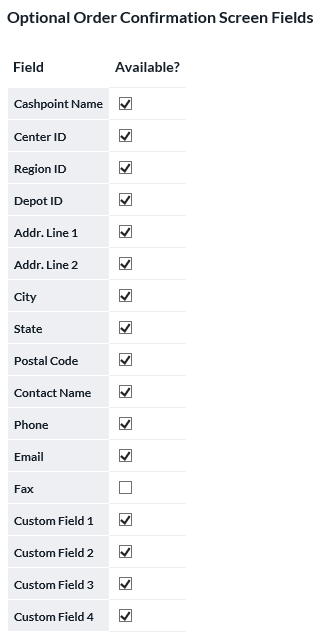 Optional Order Confirmation Screen Fields
Field Available?
Cashpoint Name
Center ID
Region ID
Depot ID
Addr. Line 1
Addr. Line 2
City
State
Postal Code
Contact Name
Phone
Email
Fax
Custom Field 1
Custom Field 2
Custom Field 3
Custom Field 4